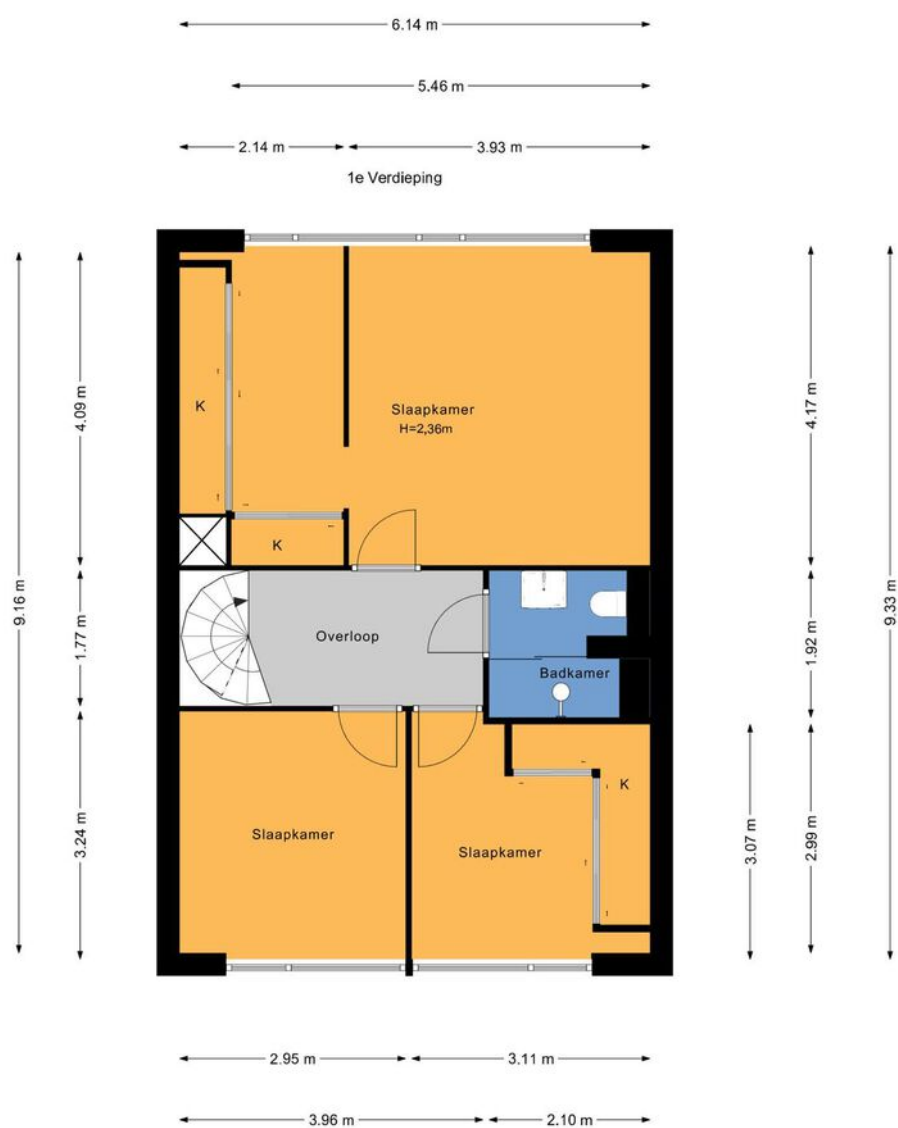 6.14 m
5.46 m
2.14 m 3.93 m
1e Verdieping
9.16 m
4.09 m
1.77 m
3.24 m
K
Slaapkamer
H=2,36m
K
Overloop
Badkamer
Slaapkamer
Slaapkamer
K
4.17 m
1.92 m
2.99 m
3.07 m
9.33 m
2.95 m 3.11 m
3.96 m 2.10 m